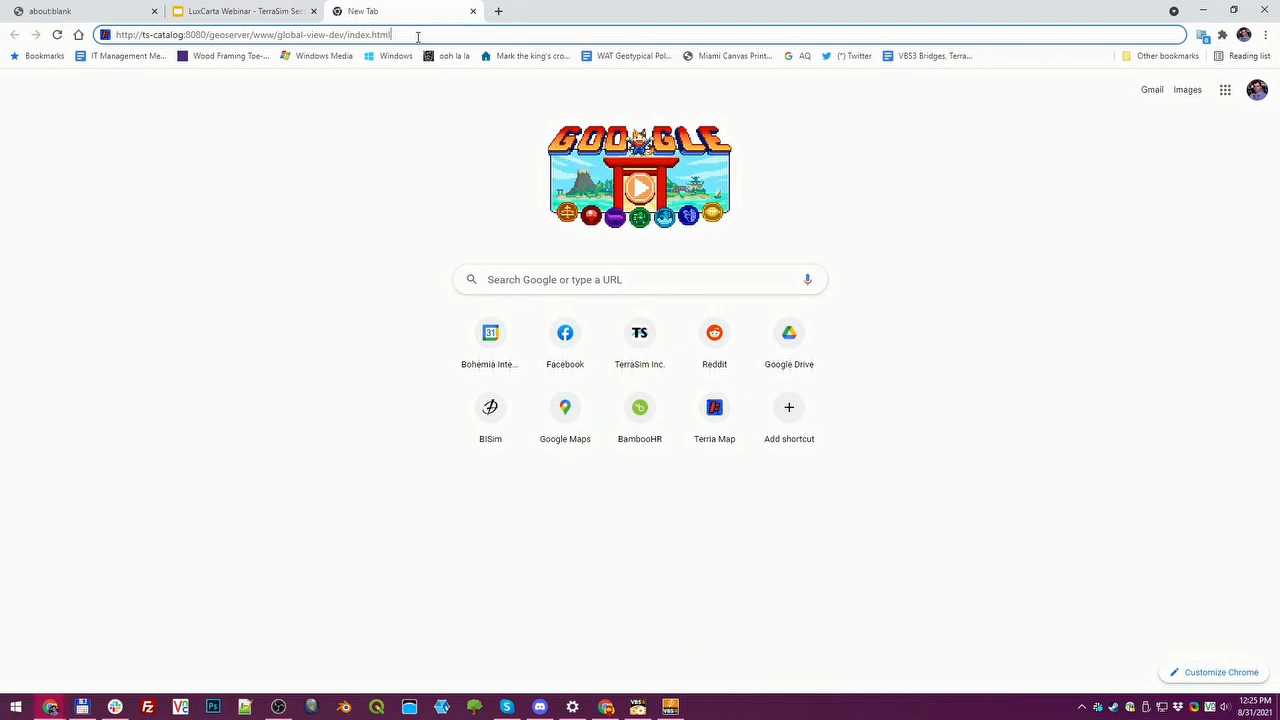 about:blank
LuxCarta Webinar - TerraSim Sec
New Tab
http://ts-catalog:8080/geoserver/www/global-view-dev/index.html
Bookmarks
IT Management Me...
Wood Framing Toe-...
Windows Media
Windows
ooh la la
Mark the king's cro...
WAT Geotypical Pol...
Miami Canvas Print...
AQ
(*) Twitter
VBS3 Bridges, Terra...
Other bookmarks
Reading list
Gmail
Images
GOOGLE
Search Google or type a URL
31
TS
Bohemia Inte...
Facebook
TerraSim Inc.
Reddit
Google Drive
BISim
Google Maps
BambooHR
Terria Map
Add shortcut
Customize Chrome
12:25 PM
8/31/2021